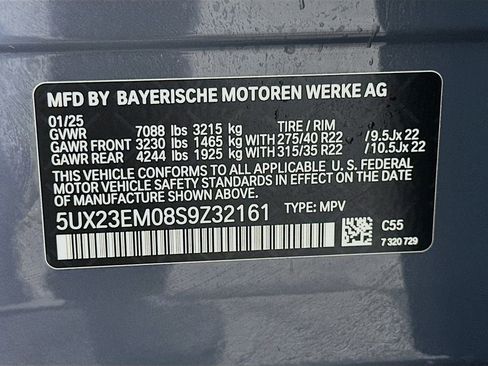 MFD BY BAYERISCHE MOTOREN WERKE AG
01/25
GVWR 7088 lbs 3215 kg TIRE / RIM
GAWR FRONT 3230 lbs 1465 kg WITH 275/40 R22 /9.5Jx 22
GAWR REAR 4244 lbs 1925 kg WITH 315/35 R22 /10.5Jx 22
THIS VEHICLE CONFORMS TO ALL APPLICABLE U.S. FEDERAL
MOTOR VEHICLE SAFETY STANDARDS IN EFFECT ON THE DATE
OF MANUFACTURE SHOWN ABOVE.
5UX23EM08S9Z32161 TYPE: MPV
C55
7 320 729